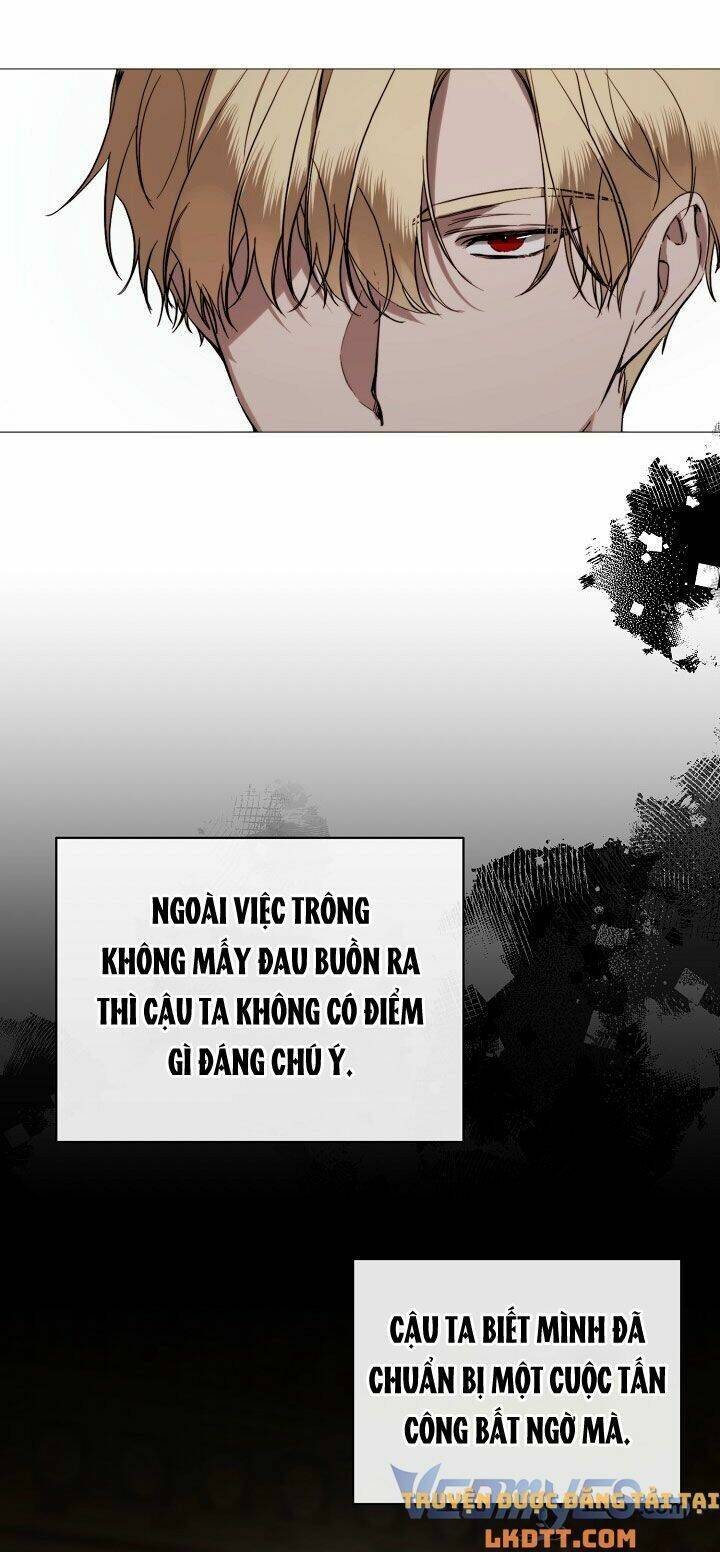 NGOÀI VIỆC TRÔNG
KHÔNG MẤY ĐAU BUỒN RA
THÌ CẬU TA KHÔNG CÓ ĐIỂM
GÌ ĐÁNG CHÚ Ý.
CẬU TA BIẾT MÌNH ĐÃ
CHUẨN BỊ MỘT CUỘC TẤN
CÔNG BẤT NGỜ MÀ.
TRUYỆN ĐƯỢC ĐĂNG TẢI TẠI
LKDTT.COM